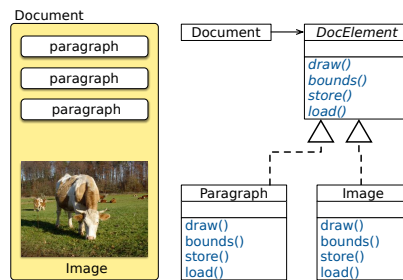 Document
paragraph
paragraph
paragraph
Image
Document
DocElement
draw()
bounds()
store()
load()
Paragraph
draw()
bounds()
store()
load()
Image
draw()
bounds()
store()
load()